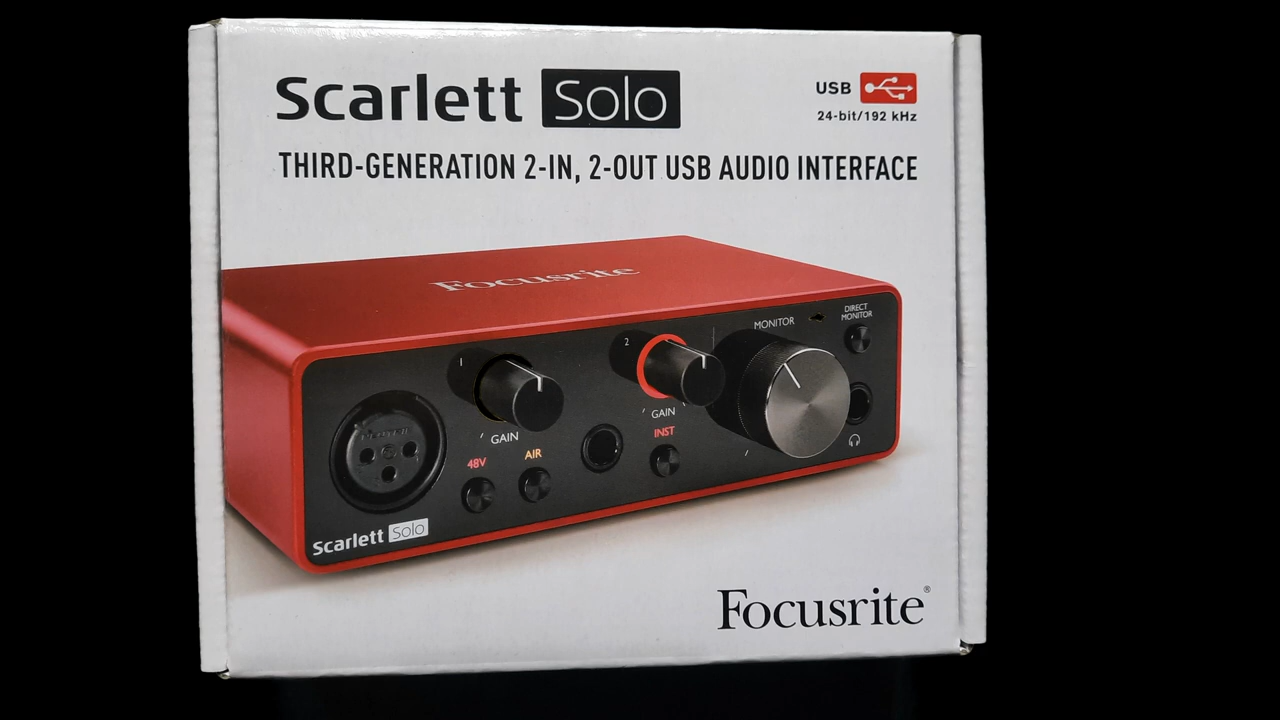 Scarlett Solo
USB
24-bit/192 kHz
THIRD-GENERATION 2-IN, 2-OUT USB AUDIO INTERFACE
Focusrite
DIRECT
MONITOR
MONITOR
1
2
GAIN
GAIN
INST
48V
AIR
Scarlett Solo
Focusrite®